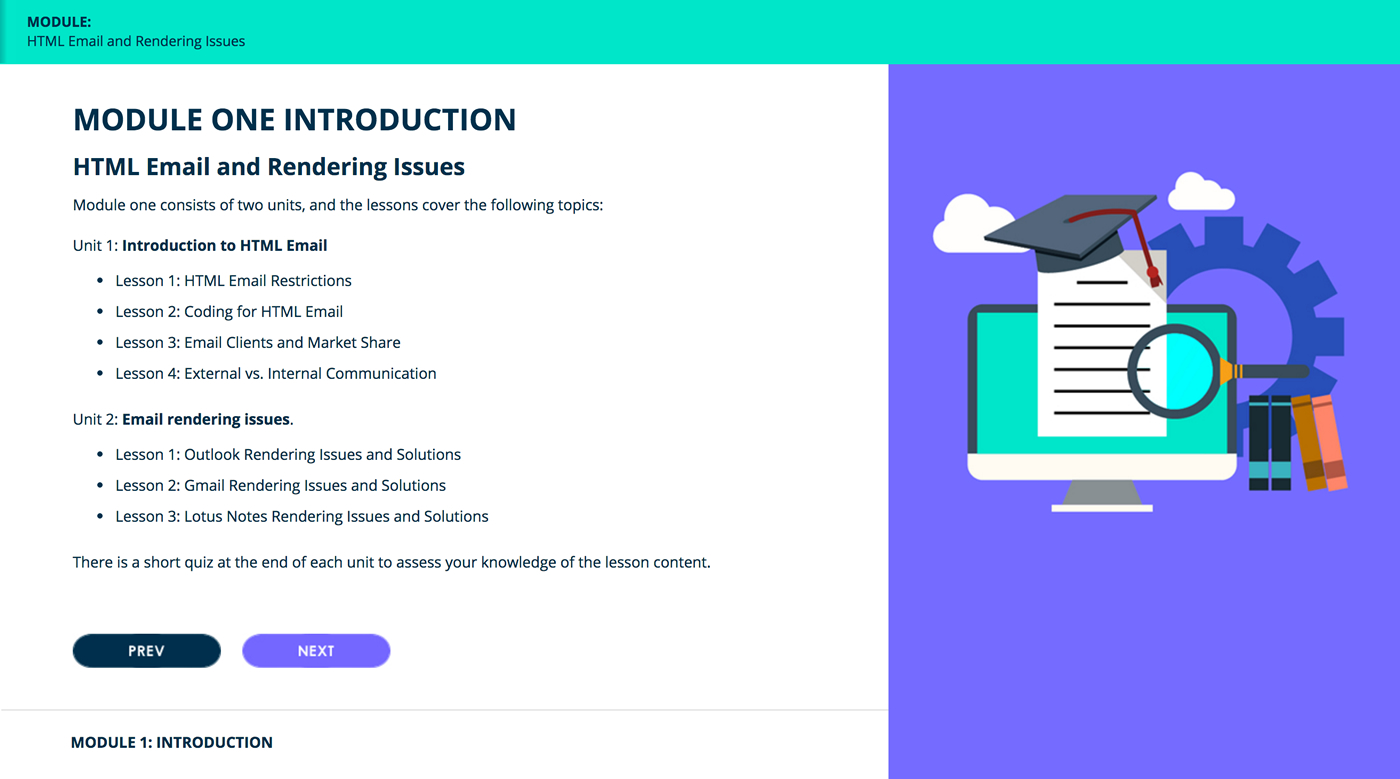 MODULE:
HTML Email and Rendering Issues
MODULE ONE INTRODUCTION
HTML Email and Rendering Issues
Module one consists of two units, and the lessons cover the following topics:
Unit 1: Introduction to HTML Email
• Lesson 1: HTML Email Restrictions
• Lesson 2: Coding for HTML Email
• Lesson 3: Email Clients and Market Share
• Lesson 4: External vs. Internal Communication
Unit 2: Email rendering issues.
• Lesson 1: Outlook Rendering Issues and Solutions
• Lesson 2: Gmail Rendering Issues and Solutions
• Lesson 3: Lotus Notes Rendering Issues and Solutions
There is a short quiz at the end of each unit to assess your knowledge of the lesson content.
PREV NEXT
MODULE 1: INTRODUCTION